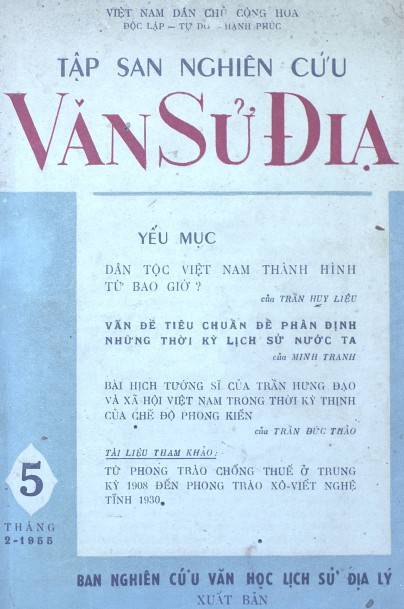 VIỆT NAM DÂN CHỦ CỘNG HOA
ĐỘC LẬP – TỰ DO – HẠNH PHÚC
TẬP SAN NGHIÊN CỨU
VĂN SỬ ĐỊA
YẾU MỤC
DÂN TỘC VIỆT NAM THÀNH HÌNH
TỪ BAO GIỜ ?
của TRẦN HUY LIỆU
VẤN ĐỀ TIÊU CHUẨN ĐỂ PHÂN ĐỊNH
NHỮNG THỜI KỲ LỊCH SỬ NƯỚC TA
của MINH TRANH
BÀI HỊCH TƯỚNG SĨ CỦA TRẦN HƯNG ĐẠO
VÀ XÃ HỘI VIỆT NAM TRONG THỜI KỲ THỊNH
CỦA CHẾ ĐỘ PHONG KIẾN
của TRẦN ĐỨC THẢO
TÀI LIỆU THAM KHẢO :
TỪ PHONG TRÀO CHỐNG THUẾ Ở TRUNG
KỲ 1908 ĐẾN PHONG TRÀO XÔ-VIẾT NGHỆ
TĨNH 1930.
5
THÁNG
2-1955
BAN NGHIÊN CỨU VĂN HỌC LỊCH SỬ ĐỊA LÝ
XUẤT BẢN